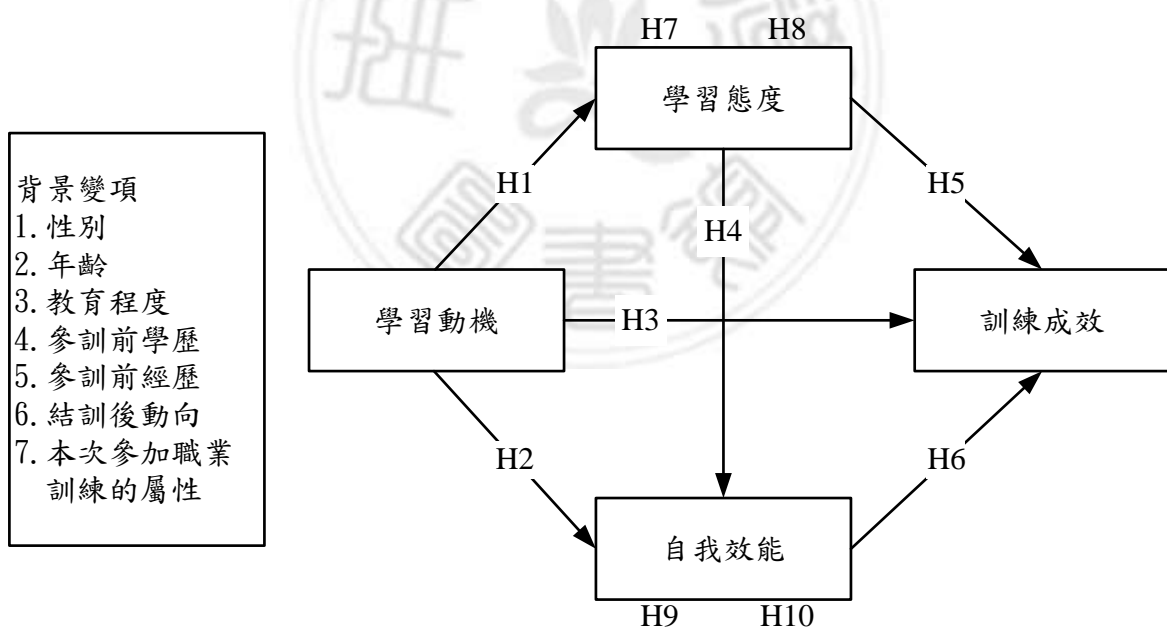 H7
H8
學習態度
背景變項
1.性別
2.年齡
3.教育程度
4.參訓前學歷
5.參訓前經歷
6.結訓後動向
7.本次參加職業
訓練的屬性
H1
H5
H4
學習動機
H3
訓練成效
H2
H6
自我效能
H9
H10
圖
書